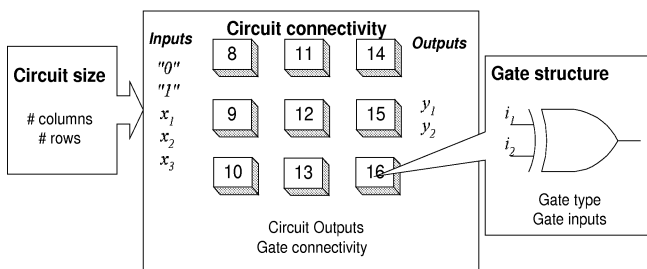 Circuit size
# columns
# rows
Circuit connectivity
Inputs
"0"
"1"
x1
x2
x3
8 11 14
9 12 15
10 13 16
Outputs
y1
y2
Circuit Outputs
Gate connectivity
Gate structure
i1
i2
Gate type
Gate inputs